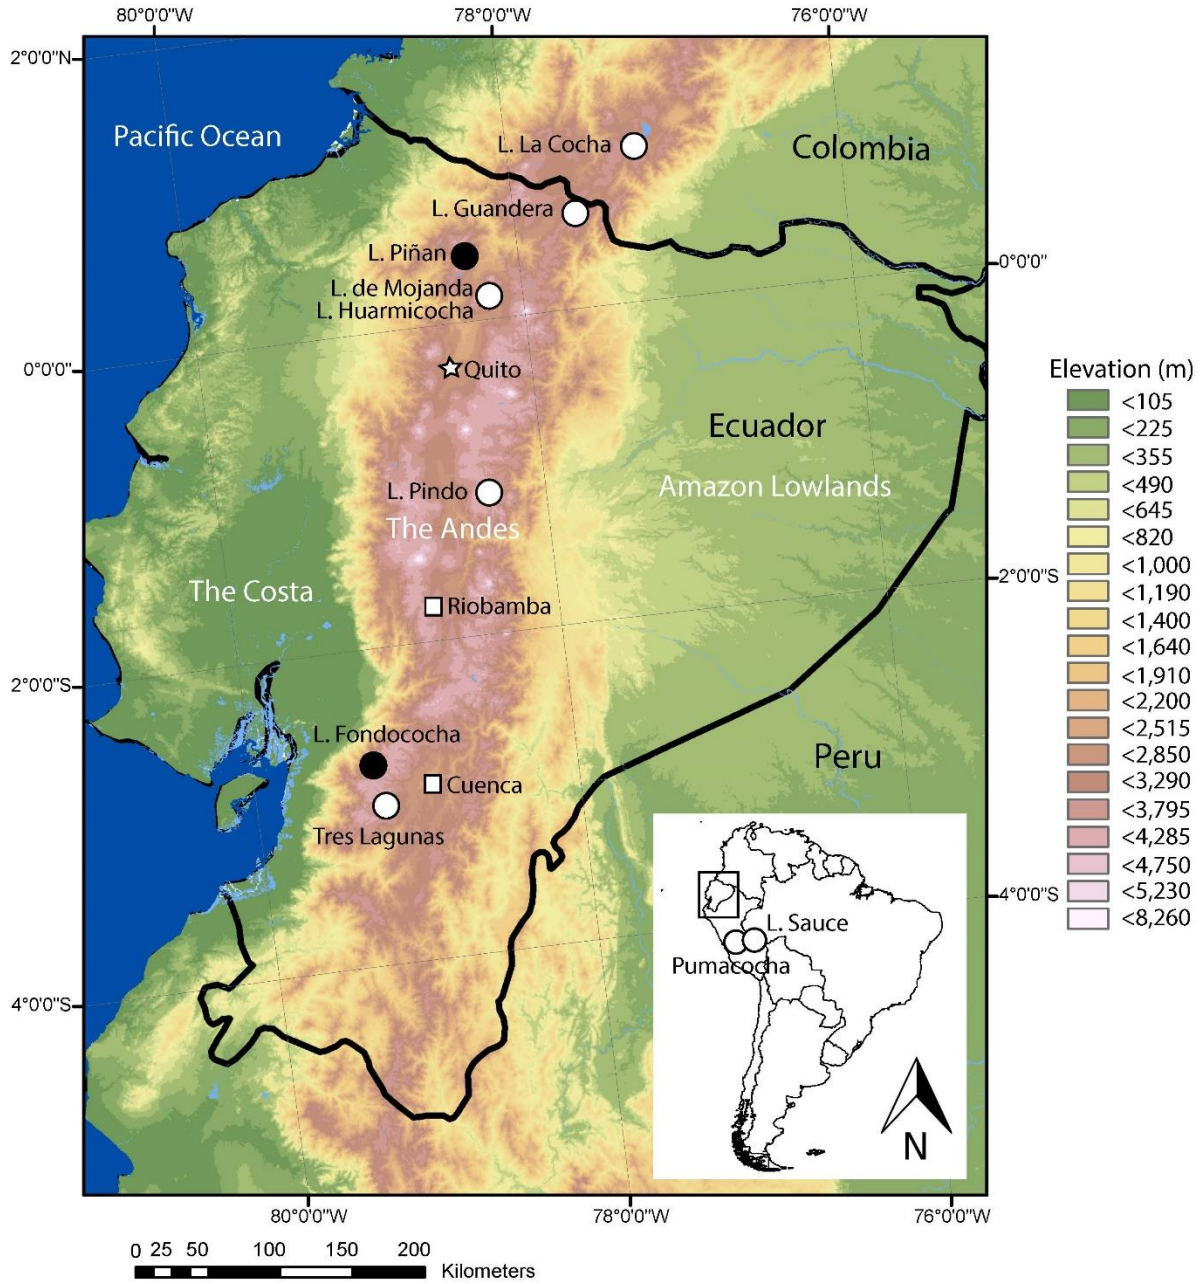 80°0'0"W
78°0'0"W
76°0'0"W
2°0'0"N
Pacific Ocean
L. La Cocha
Colombia
L. Guandera
L. Piñan
0°0'0"
L. de Mojanda
L. Huarmicocha
0°0'0"
Quito
Elevation (m)
<105
<225
<355
<490
<645
<820
<1,000
<1,190
<1,400
<1,640
<1,910
<2,200
<2,515
<2,850
<3,290
<3,795
<4,285
<4,750
<5,230
<8,260
Ecuador
L. Pindo
Amazon Lowlands
The Andes
2°0'0"S
The Costa
Riobamba
2°0'0"S
L. Fondococha
Peru
Cuenca
Tres Lagunas
4°0'0"S
L. Sauce
Pumacocha
4°0'0"S
N
80°0'0"W
78°0'0"W
76°0'0"W
0 25 50 100 150 200
Kilometers